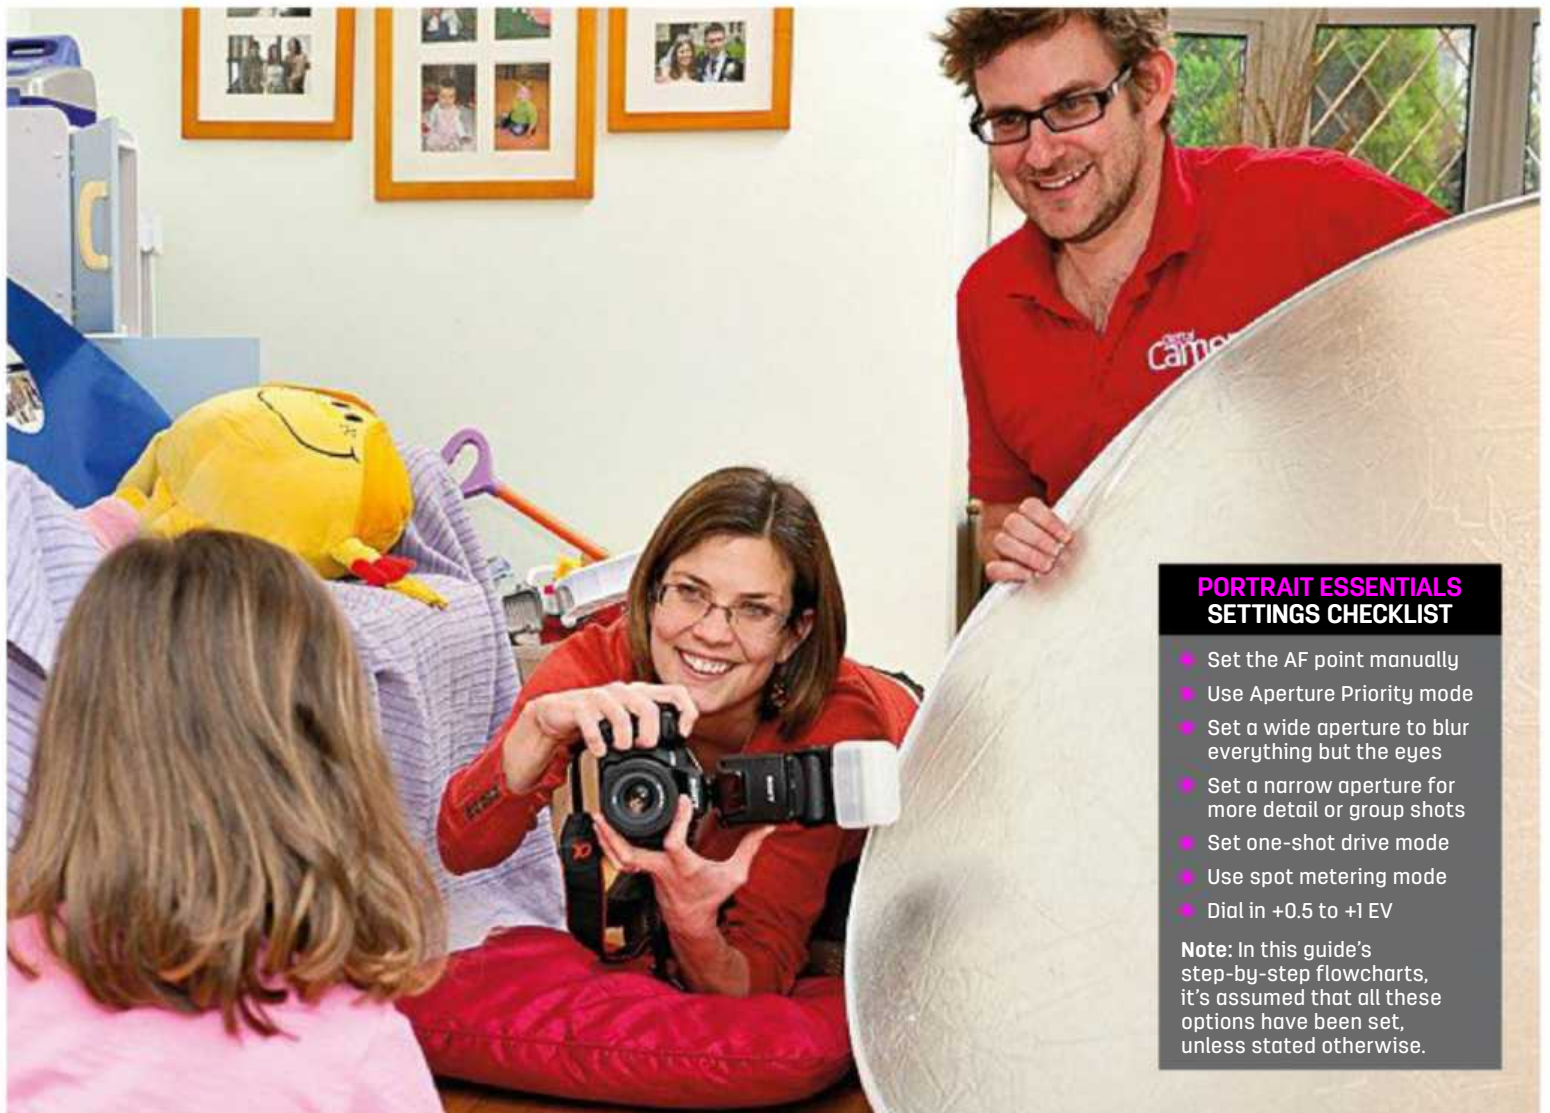 digital
Camer
SONY
α
PORTRAIT ESSENTIALS
SETTINGS CHECKLIST
Set the AF point manually
Use Aperture Priority mode
Set a wide aperture to blur
everything but the eyes
Set a narrow aperture for
more detail or group shots
Set one-shot drive mode
Use spot metering mode
Dial in +0.5 to +1 EV
Note: In this guide's
step-by-step flowcharts,
it's assumed that all these
options have been set,
unless stated otherwise.